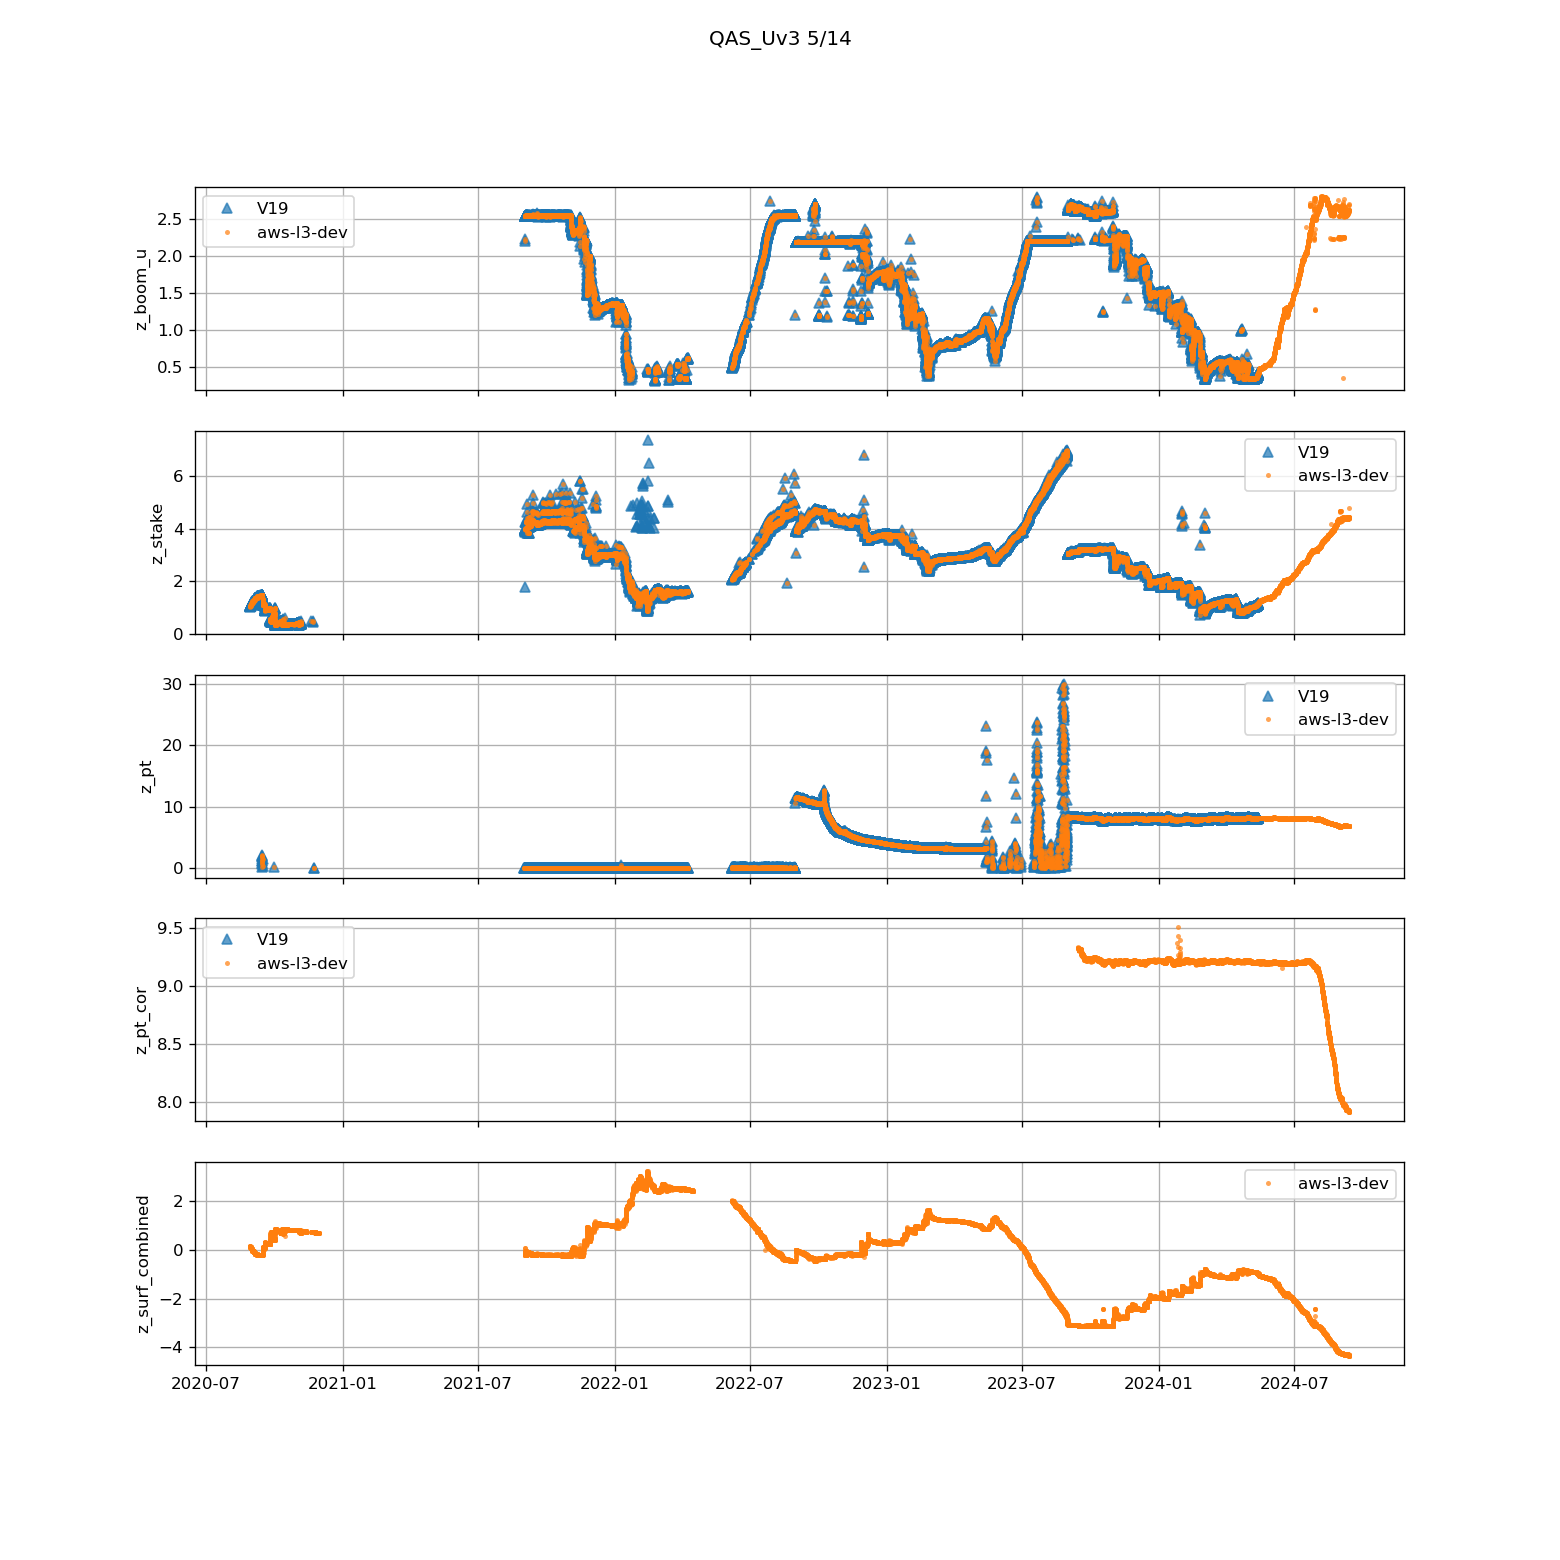 QAS_Uv3 5/14
z_boom_u
2.5
2.0
1.5
1.0
0.5
V19
aws-l3-dev
z_stake
6
4
2
0
V19
aws-l3-dev
z_pt
30
20
10
0
V19
aws-l3-dev
z_pt_cor
9.5
9.0
8.5
8.0
V19
aws-l3-dev
z_surf_combined
2
0
−2
−4
aws-l3-dev
2020-07 2021-01 2021-07 2022-01 2022-07 2023-01 2023-07 2024-01 2024-07